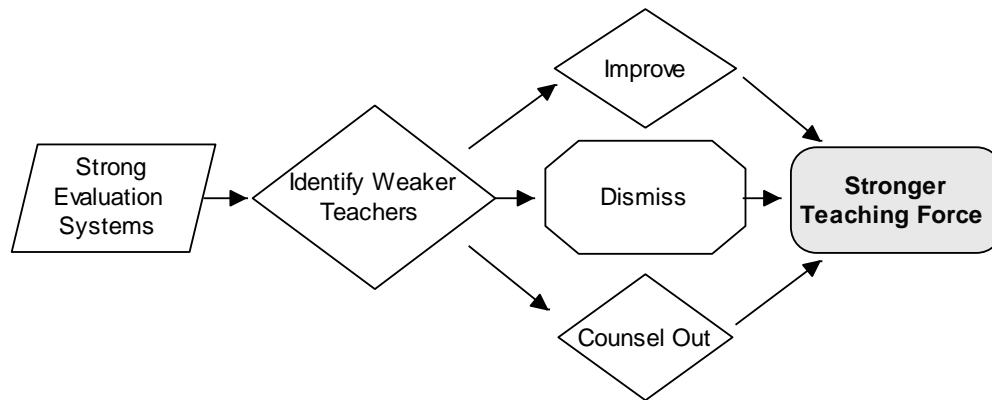 Strong
Evaluation
Systems
Identify Weaker
Teachers
Improve
Dismiss
Counsel Out
Stronger
Teaching Force